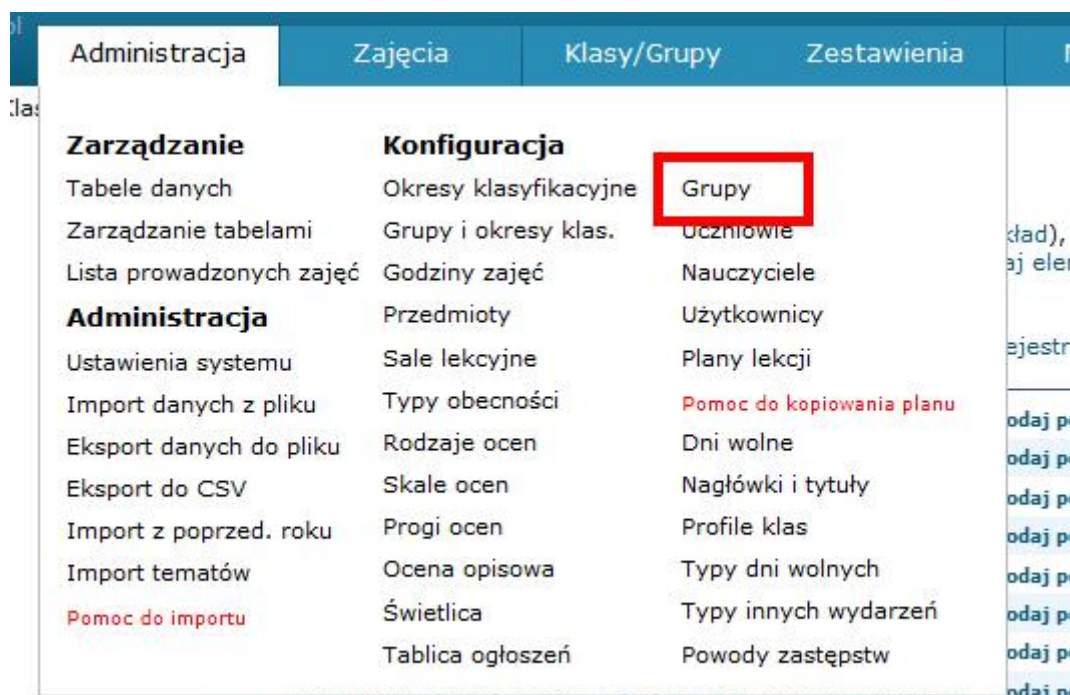 Administracja
Zajęcia
Klasy/Grupy
Zestawienia
Zarządzanie
Tabele danych
Zarządzanie tabelami
Lista prowadzonych zajęć
Administracja
Ustawienia systemu
Import danych z pliku
Eksport danych do pliku
Eksport do CSV
Import z poprzed. roku
Import tematów
Pomoc do importu
Konfiguracja
Okresy klasyfikacyjne
Grupy i okresy klas.
Godziny zajęć
Przedmioty
Sale lekcyjne
Typy obecności
Rodzaje ocen
Skale ocen
Progi ocen
Ocena opisowa
Świetlica
Tablica ogłoszeń
Grupy
Uczniowie
Nauczyciele
Użytkownicy
Plany lekcji
Pomoc do kopiowania planu
Dni wolne
Nagłówki i tytuły
Profile klas
Typy dni wolnych
Typy innych wydarzeń
Powody zastępstw